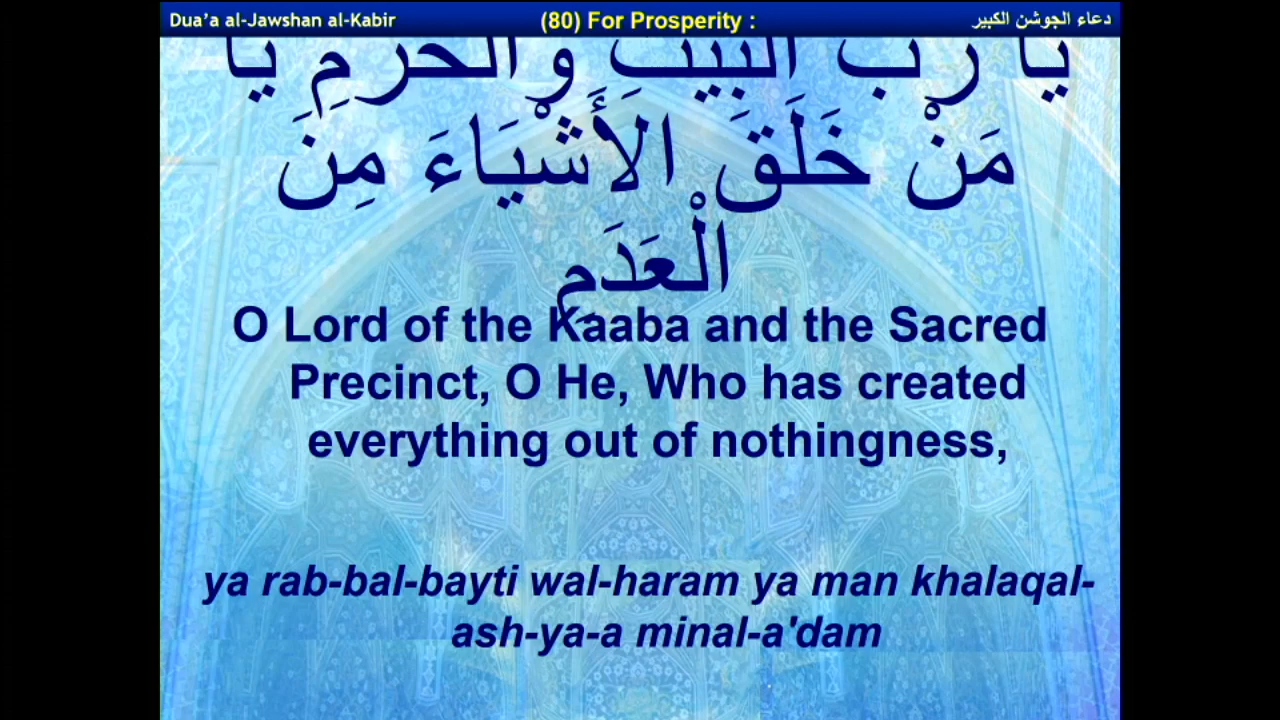 Dua’a al-Jawshan al-Kabir (80) For Prosperity : دعاء الجوشن الكبير
يَا رَبَّ الْبَيْتِ وَالْحَرَمِ يَا
مَنْ خَلَقَ الأَشْيَاءَ مِنَ
الْعَدَمِ
O Lord of the Kaaba and the Sacred
Precinct, O He, Who has created
everything out of nothingness,
ya rab-bal-bayti wal-haram ya man khalaqal-
ash-ya-a minal-a'dam